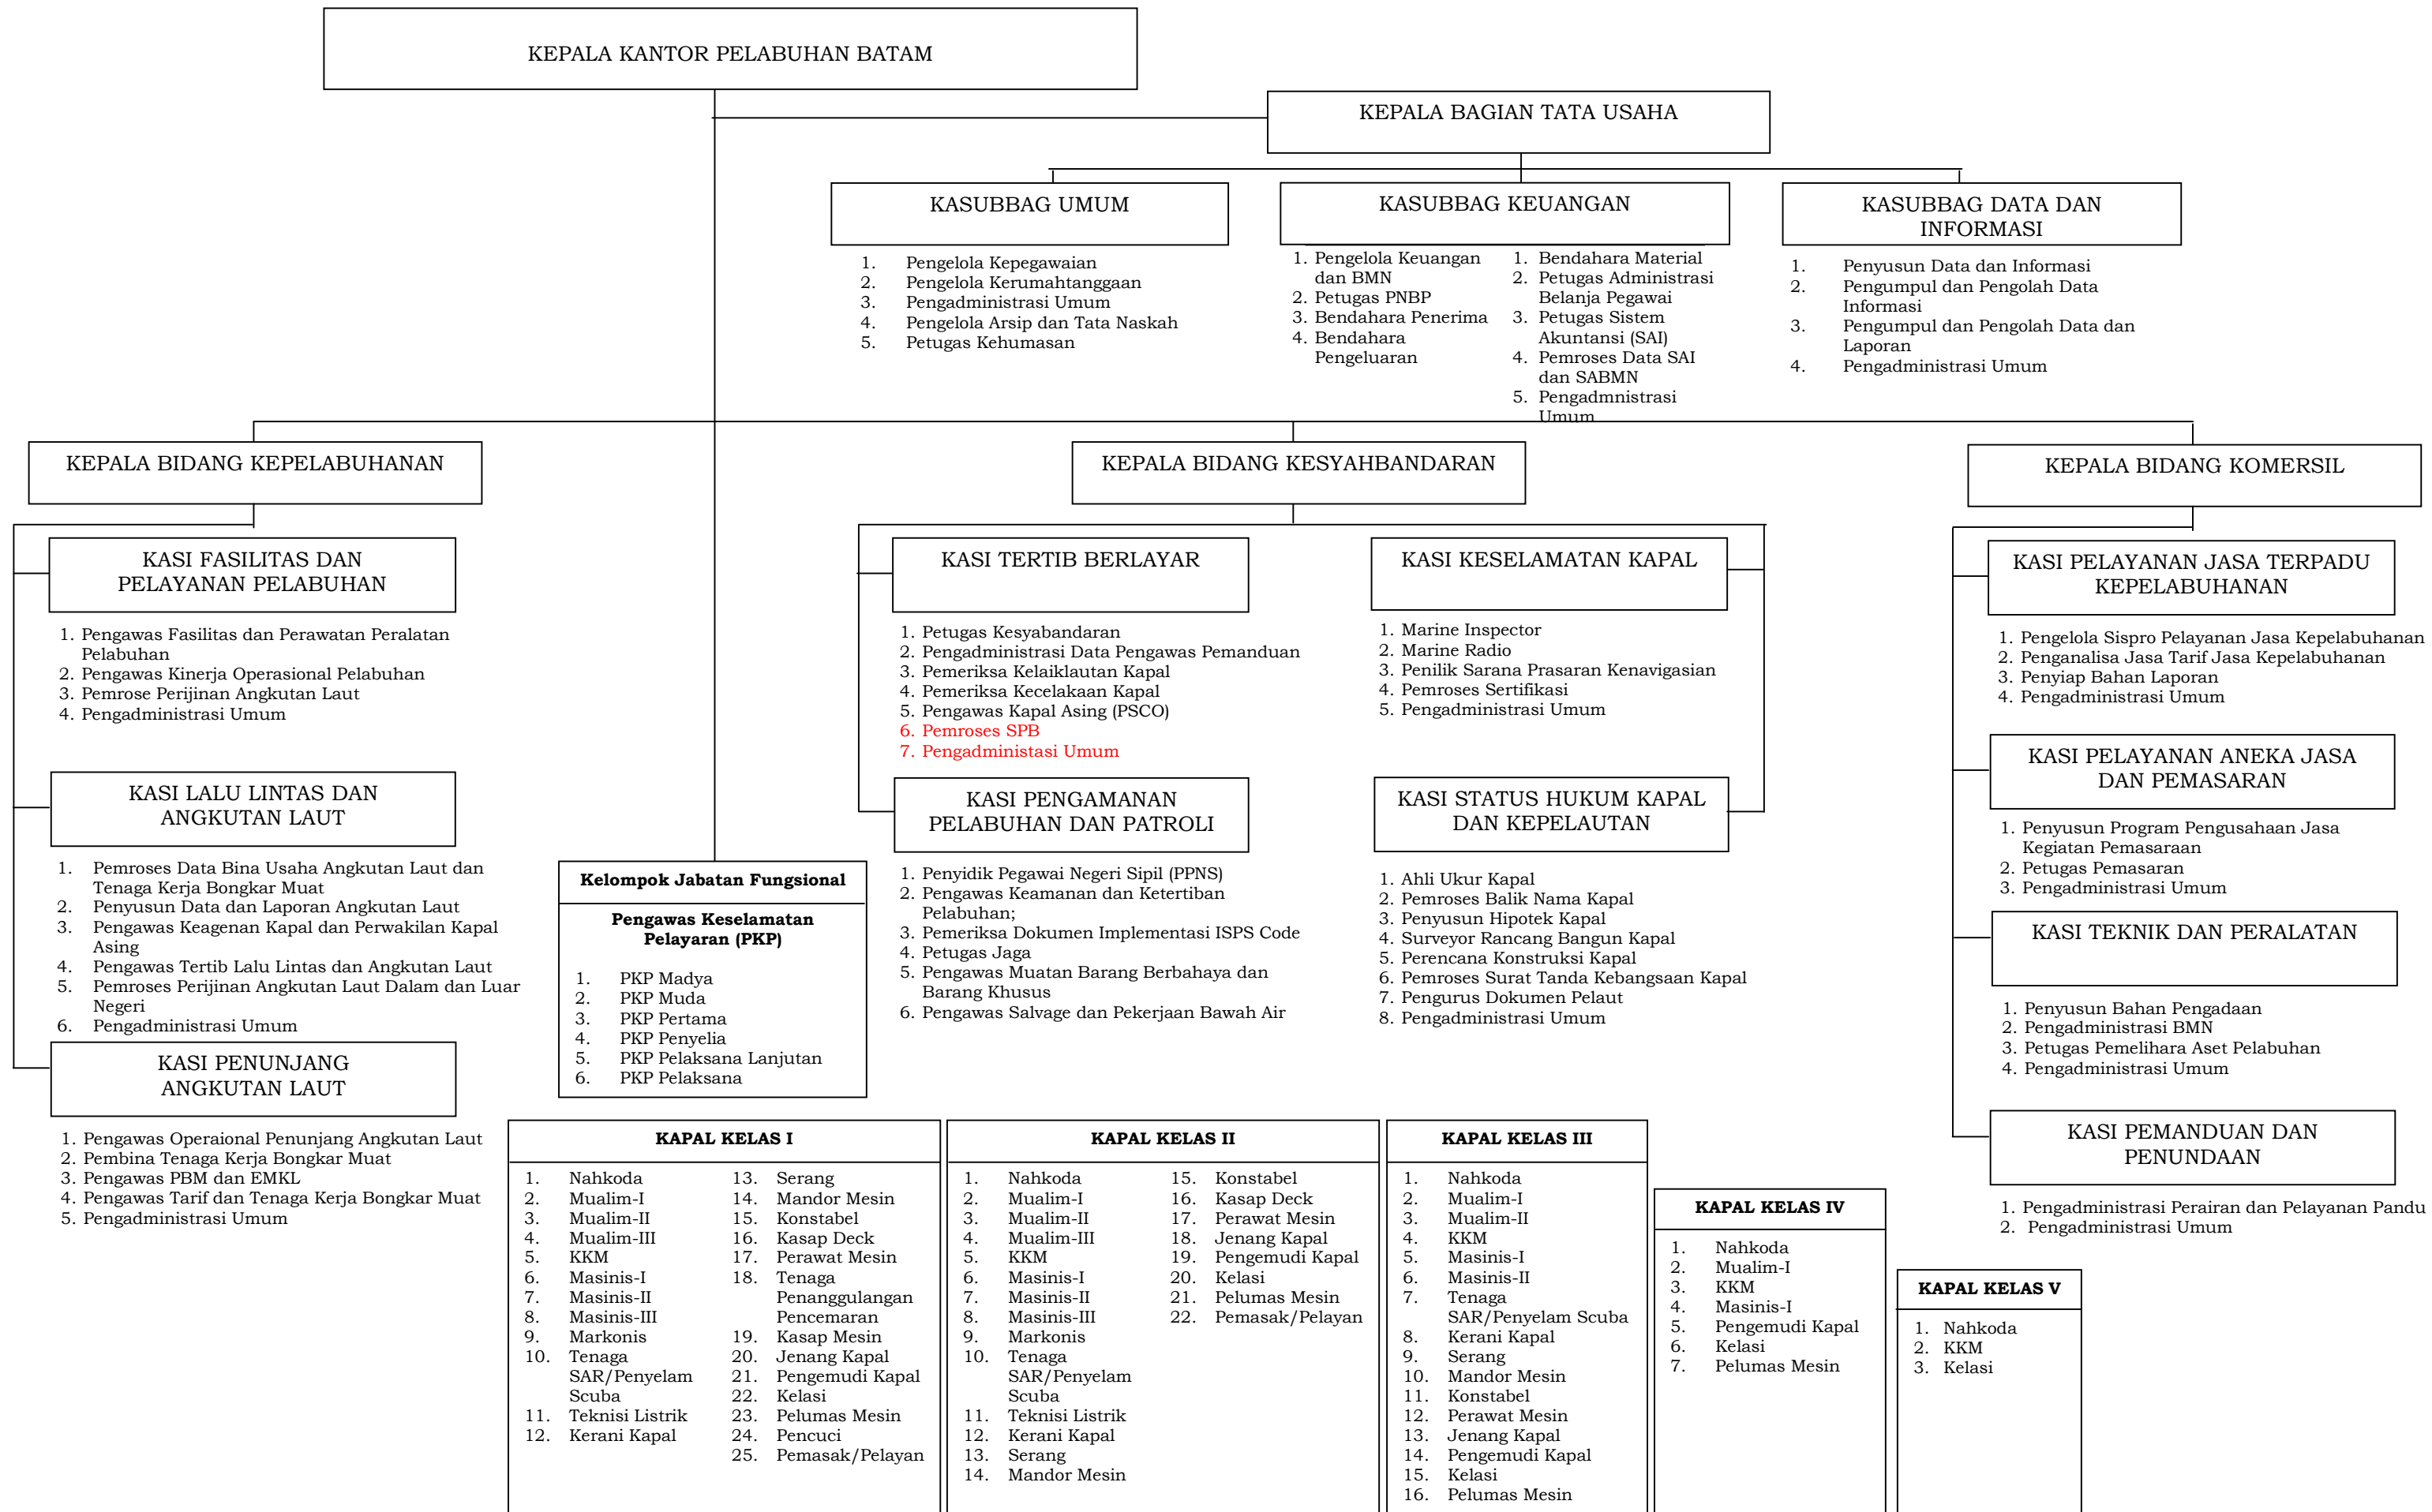 KEPALA KANTOR PELABUHAN BATAM
KEPALA BAGIAN TATA USAHA
KASUBBAG UMUM
1. Pengelola Kepegawaian
2. Pengelola Kerumahtanggaan
3. Pengadministrasi Umum
4. Pengelola Arsip dan Tata Naskah
5. Petugas Kehumasan
KASUBBAG KEUANGAN
1. Pengelola Keuangan
dan BMN
2. Petugas PNBP
3. Bendahara Penerima
4. Bendahara
Pengeluaran
1. Bendahara Material
2. Petugas Administrasi
Belanja Pegawai
3. Petugas Sistem
Akuntansi (SAI)
4. Pemroses Data SAI
dan SABMN
5. Pengadmnistrasi
Umum
KASUBBAG DATA DAN
INFORMASI
1. Penyusun Data dan Informasi
2. Pengumpul dan Pengolah Data
Informasi
3. Pengumpul dan Pengolah Data dan
Laporan
4. Pengadministrasi Umum
KEPALA BIDANG KEPELABUHANAN
KASI FASILITAS DAN
PELAYANAN PELABUHAN
1. Pengawas Fasilitas dan Perawatan Peralatan
Pelabuhan
2. Pengawas Kinerja Operasional Pelabuhan
3. Pemrose Perijinan Angkutan Laut
4. Pengadministrasi Umum
KASI LALU LINTAS DAN
ANGKUTAN LAUT
1. Pemroses Data Bina Usaha Angkutan Laut dan
Tenaga Kerja Bongkar Muat
2. Penyusun Data dan Laporan Angkutan Laut
3. Pengawas Keagenan Kapal dan Perwakilan Kapal
Asing
4. Pengawas Tertib Lalu Lintas dan Angkutan Laut
5. Pemroses Perijinan Angkutan Laut Dalam dan Luar
Negeri
6. Pengadministrasi Umum
KASI PENUNJANG
ANGKUTAN LAUT
1. Pengawas Operaional Penunjang Angkutan Laut
2. Pembina Tenaga Kerja Bongkar Muat
3. Pengawas PBM dan EMKL
4. Pengawas Tarif dan Tenaga Kerja Bongkar Muat
5. Pengadministrasi Umum
Kelompok Jabatan Fungsional
Pengawas Keselamatan
Pelayaran (PKP)
1. PKP Madya
2. PKP Muda
3. PKP Pertama
4. PKP Penyelia
5. PKP Pelaksana Lanjutan
6. PKP Pelaksana
KEPALA BIDANG KESYAHBANDARAN
KASI TERTIB BERLAYAR
1. Petugas Kesyabandaran
2. Pengadministrasi Data Pengawas Pemanduan
3. Pemeriksa Kelaiklautan Kapal
4. Pemeriksa Kecelakaan Kapal
5. Pengawas Kapal Asing (PSCO)
6. Pemroses SPB
7. Pengadministasi Umum
KASI PENGAMANAN
PELABUHAN DAN PATROLI
1. Penyidik Pegawai Negeri Sipil (PPNS)
2. Pengawas Keamanan dan Ketertiban
Pelabuhan;
3. Pemeriksa Dokumen Implementasi ISPS Code
4. Petugas Jaga
5. Pengawas Muatan Barang Berbahaya dan
Barang Khusus
6. Pengawas Salvage dan Pekerjaan Bawah Air
KASI KESELAMATAN KAPAL
1. Marine Inspector
2. Marine Radio
3. Penilik Sarana Prasaran Kenavigasian
4. Pemroses Sertifikasi
5. Pengadministrasi Umum
KASI STATUS HUKUM KAPAL
DAN KEPELAUTAN
1. Ahli Ukur Kapal
2. Pemroses Balik Nama Kapal
3. Penyusun Hipotek Kapal
4. Surveyor Rancang Bangun Kapal
5. Perencana Konstruksi Kapal
6. Pemroses Surat Tanda Kebangsaan Kapal
7. Pengurus Dokumen Pelaut
8. Pengadministrasi Umum
KEPALA BIDANG KOMERSIL
KASI PELAYANAN JASA TERPADU
KEPELABUHANAN
1. Pengelola Sispro Pelayanan Jasa Kepelabuhanan
2. Penganalisa Jasa Tarif Jasa Kepelabuhanan
3. Penyiap Bahan Laporan
4. Pengadministrasi Umum
KASI PELAYANAN ANEKA JASA
DAN PEMASARAN
1. Penyusun Program Pengusahaan Jasa
Kegiatan Pemasaraan
2. Petugas Pemasaran
3. Pengadministrasi Umum
KASI TEKNIK DAN PERALATAN
1. Penyusun Bahan Pengadaan
2. Pengadministrasi BMN
3. Petugas Pemelihara Aset Pelabuhan
4. Pengadministrasi Umum
KASI PEMANDUAN DAN
PENUNDAAN
1. Pengadministrasi Perairan dan Pelayanan Pandu
2. Pengadministrasi Umum
KAPAL KELAS I
1. Nahkoda
2. Mualim-I
3. Mualim-II
4. Mualim-III
5. KKM
6. Masinis-I
7. Masinis-II
8. Masinis-III
9. Markonis
10. Tenaga
SAR/Penyelam
Scuba
11. Teknisi Listrik
12. Kerani Kapal
13. Serang
14. Mandor Mesin
15. Konstabel
16. Kasap Deck
17. Perawat Mesin
18. Tenaga
Penanggulangan
Pencemaran
19. Kasap Mesin
20. Jenang Kapal
21. Pengemudi Kapal
22. Kelasi
23. Pelumas Mesin
24. Pencuci
25. Pemasak/Pelayan
KAPAL KELAS II
1. Nahkoda
2. Mualim-I
3. Mualim-II
4. Mualim-III
5. KKM
6. Masinis-I
7. Masinis-II
8. Masinis-III
9. Markonis
10. Tenaga
SAR/Penyelam
Scuba
11. Teknisi Listrik
12. Kerani Kapal
13. Serang
14. Mandor Mesin
15. Konstabel
16. Kasap Deck
17. Perawat Mesin
18. Jenang Kapal
19. Pengemudi Kapal
20. Kelasi
21. Pelumas Mesin
22. Pemasak/Pelayan
KAPAL KELAS III
1. Nahkoda
2. Mualim-I
3. Mualim-II
4. KKM
5. Masinis-I
6. Masinis-II
7. Tenaga
SAR/Penyelam Scuba
8. Kerani Kapal
9. Serang
10. Mandor Mesin
11. Konstabel
12. Perawat Mesin
13. Jenang Kapal
14. Pengemudi Kapal
15. Kelasi
16. Pelumas Mesin
KAPAL KELAS IV
1. Nahkoda
2. Mualim-I
3. KKM
4. Masinis-I
5. Pengemudi Kapal
6. Kelasi
7. Pelumas Mesin
KAPAL KELAS V
1. Nahkoda
2. KKM
3. Kelasi